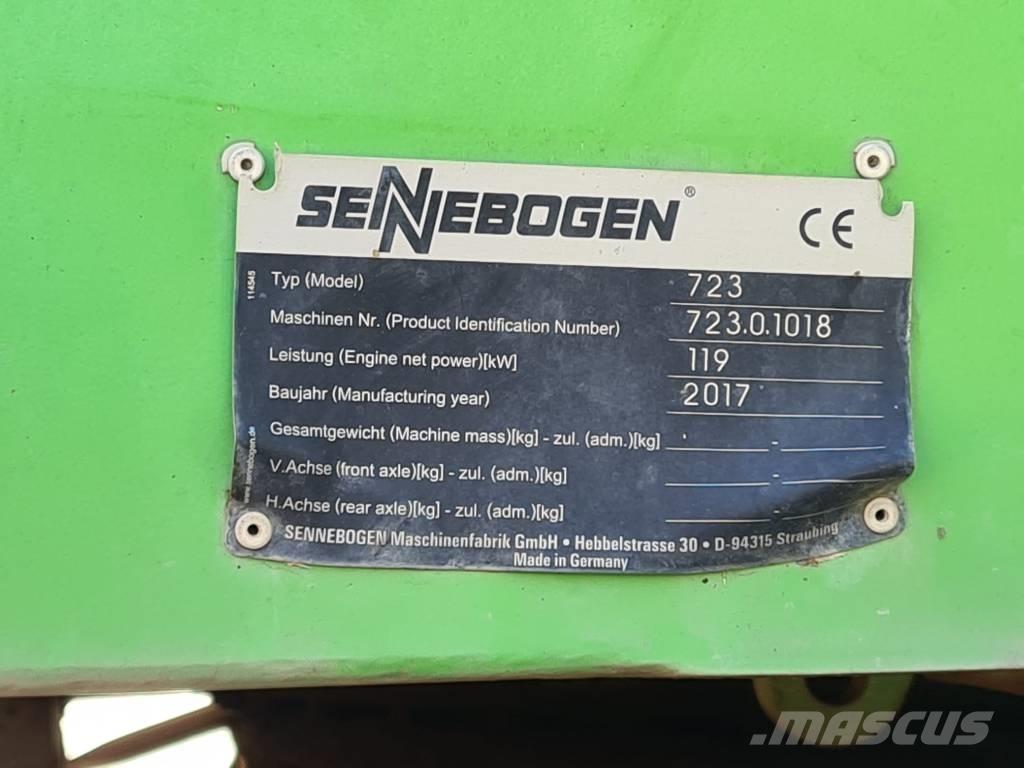 SENNEBOGEN® CE
114545
Typ (Model) 723
Maschinen Nr. (Product Identification Number) 723.0.1018
Leistung (Engine net power)[kW] 119
Baujahr (Manufacturing year) 2017
Gesamtgewicht (Machine mass)[kg] - zul. (adm.)[kg] -
V.Achse (front axle)[kg] - zul. (adm.)[kg] -
H.Achse (rear axle)[kg] - zul. (adm.)[kg] -
www.sennebogen.de
SENNEBOGEN Maschinenfabrik GmbH • Hebbelstrasse 30 • D-94315 Straubing
Made in Germany
MASCUS